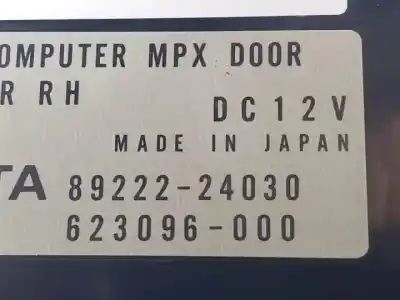 OMPUTER MPX DOOR
R RH
DC12V
MADE IN JAPAN
TA 89222-24030
623096-000